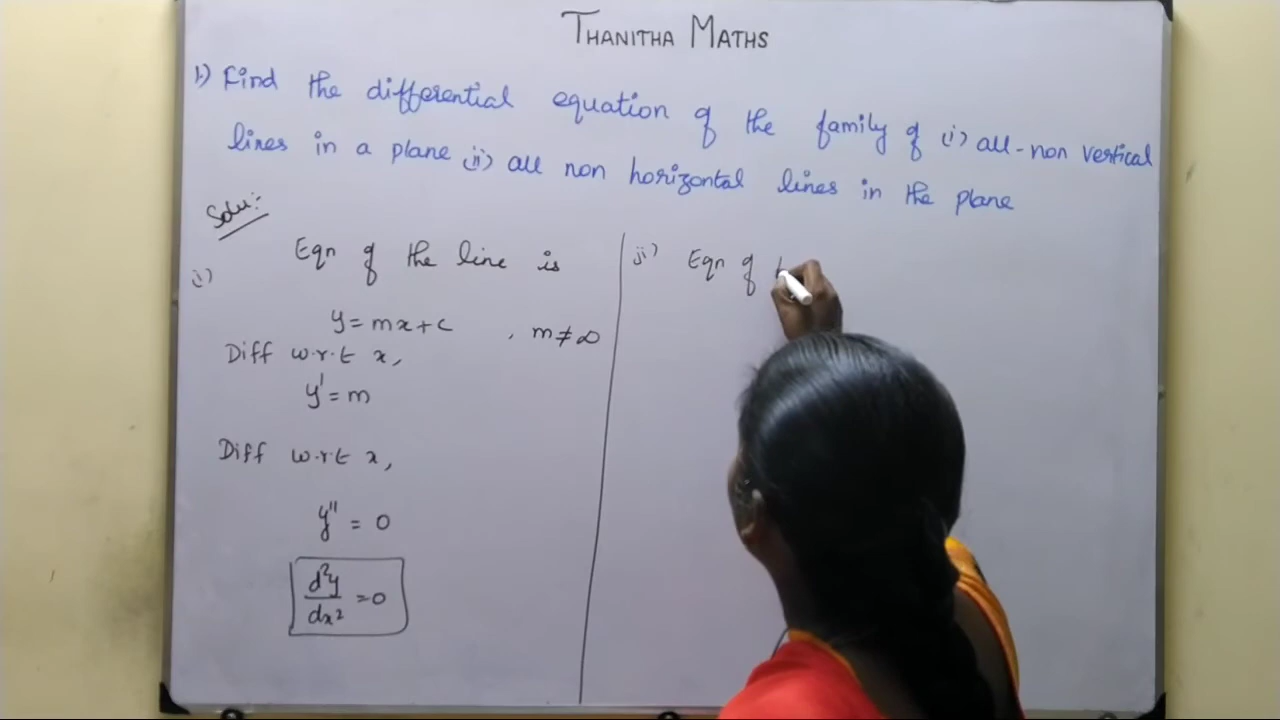 THANITHA MATHS
1.) Find the differential equation of the family of (i) all-non vertical
lines in a plane (ii) all non horizontal lines in the plane
Solu:-
i) Eqn of the line is
y = mx + c , m ≠ ∞
Diff w.r.t x,
y' = m
Diff w.r.t x,
y'' = 0
d²y/dx² = 0
ii) Eqn of